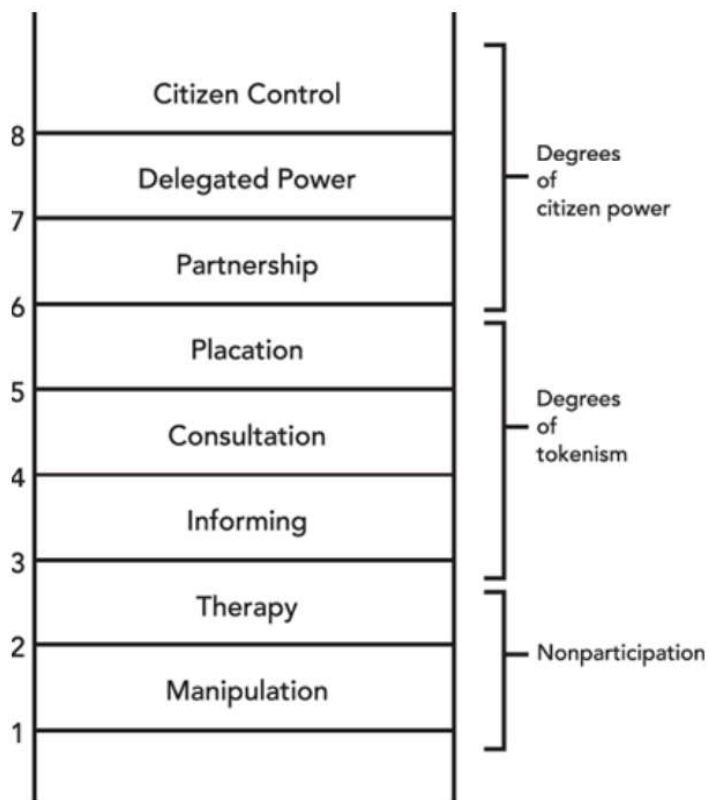 Citizen Control
8
Delegated Power
7
Partnership
6
Placation
5
Consultation
4
Informing
3
Therapy
2
Manipulation
1
Degrees
of
citizen power
Degrees
of
tokenism
Nonparticipation